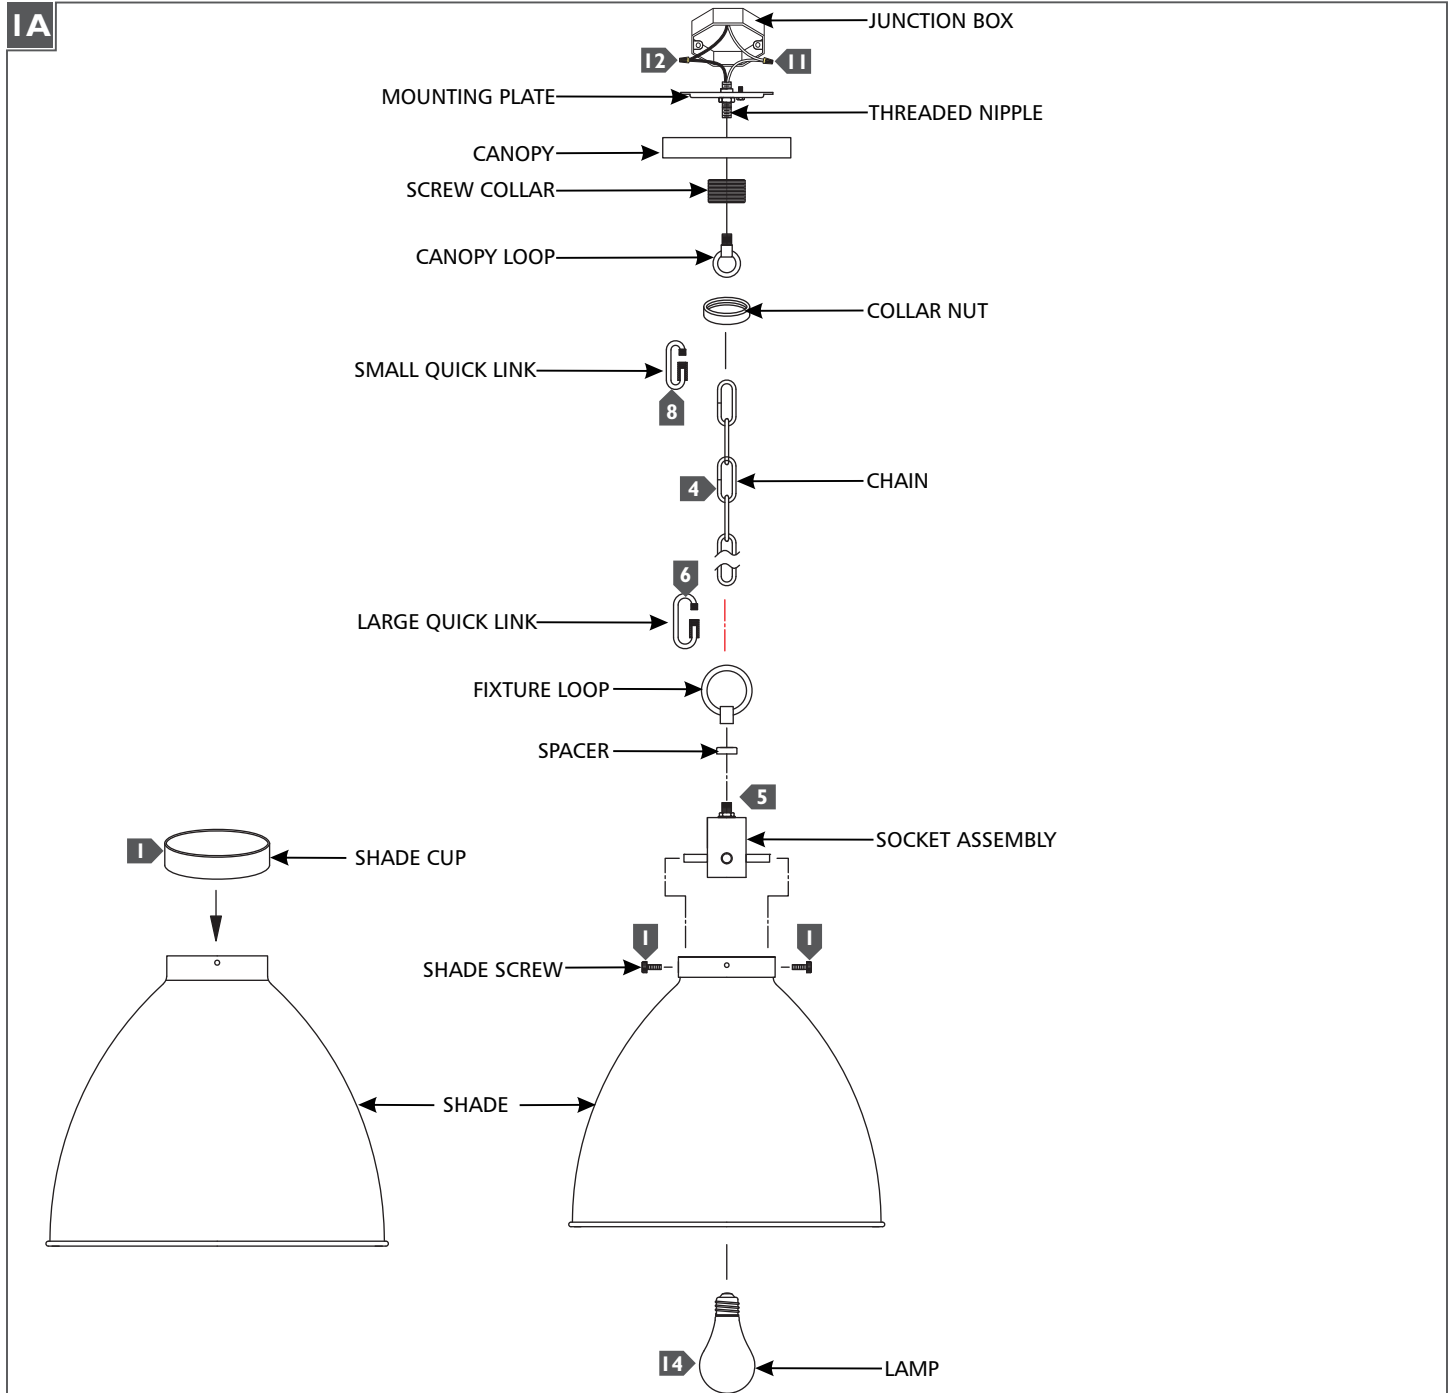 1A
JUNCTION BOX
12
11
MOUNTING PLATE
THREADED NIPPLE
CANOPY
SCREW COLLAR
CANOPY LOOP
COLLAR NUT
SMALL QUICK LINK
8
4
CHAIN
6
LARGE QUICK LINK
FIXTURE LOOP
SPACER
5
SOCKET ASSEMBLY
1
SHADE CUP
1
1
SHADE SCREW
SHADE
14
LAMP